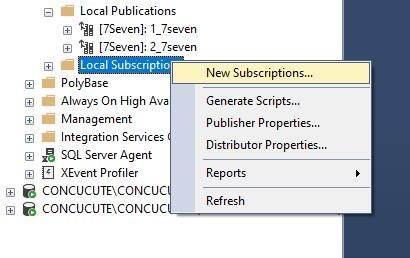 Local Publications
[7Seven]: 1_7seven
[7Seven]: 2_7seven
Local Subscription
New Subscriptions...
Generate Scripts...
Publisher Properties...
Distributor Properties...
Reports
Refresh
PolyBase
Always On High Ava
Management
Integration Services C
SQL Server Agent
XEvent Profiler
CONCUCUTE\CONCUCU
CONCUCUTE\CONCUCU